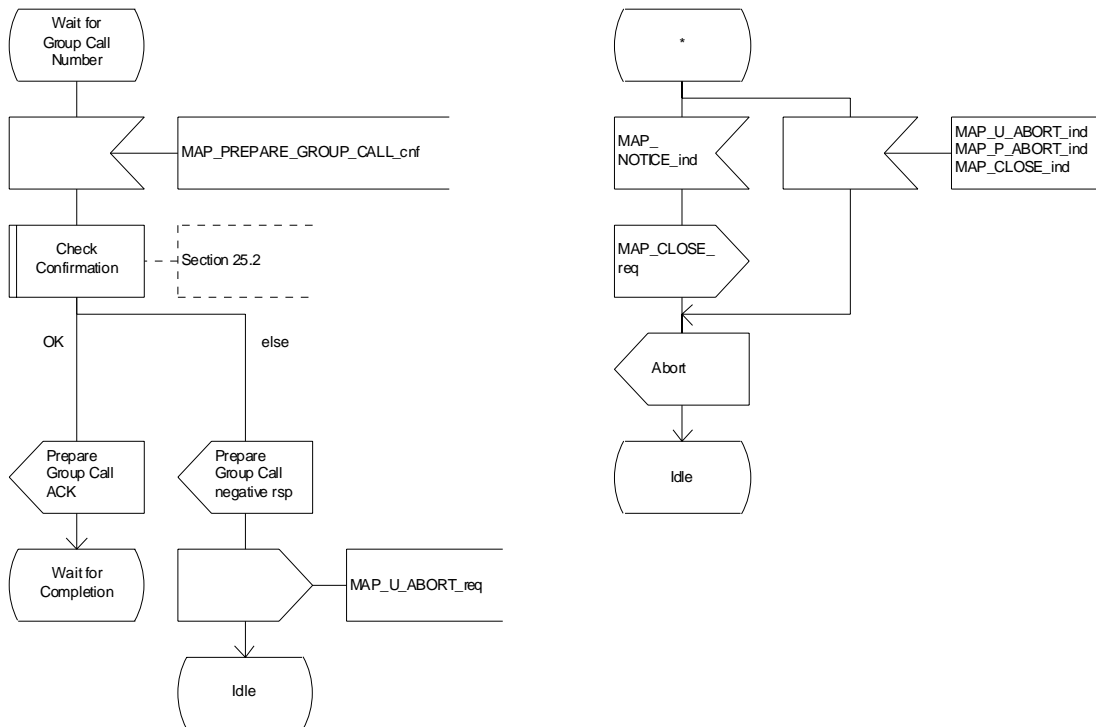 Wait for
Group Call
Number
MAP_PREPARE_GROUP_CALL_cnf
Check
Confirmation
Section 25.2
OK
else
Prepare
Group Call
ACK
Prepare
Group Call
negative rsp
Wait for
Completion
MAP_U_ABORT_req
Idle
*
MAP_
NOTICE_ind
MAP_U_ABORT_ind
MAP_P_ABORT_ind
MAP_CLOSE_ind
MAP_CLOSE_
req
Abort
Idle